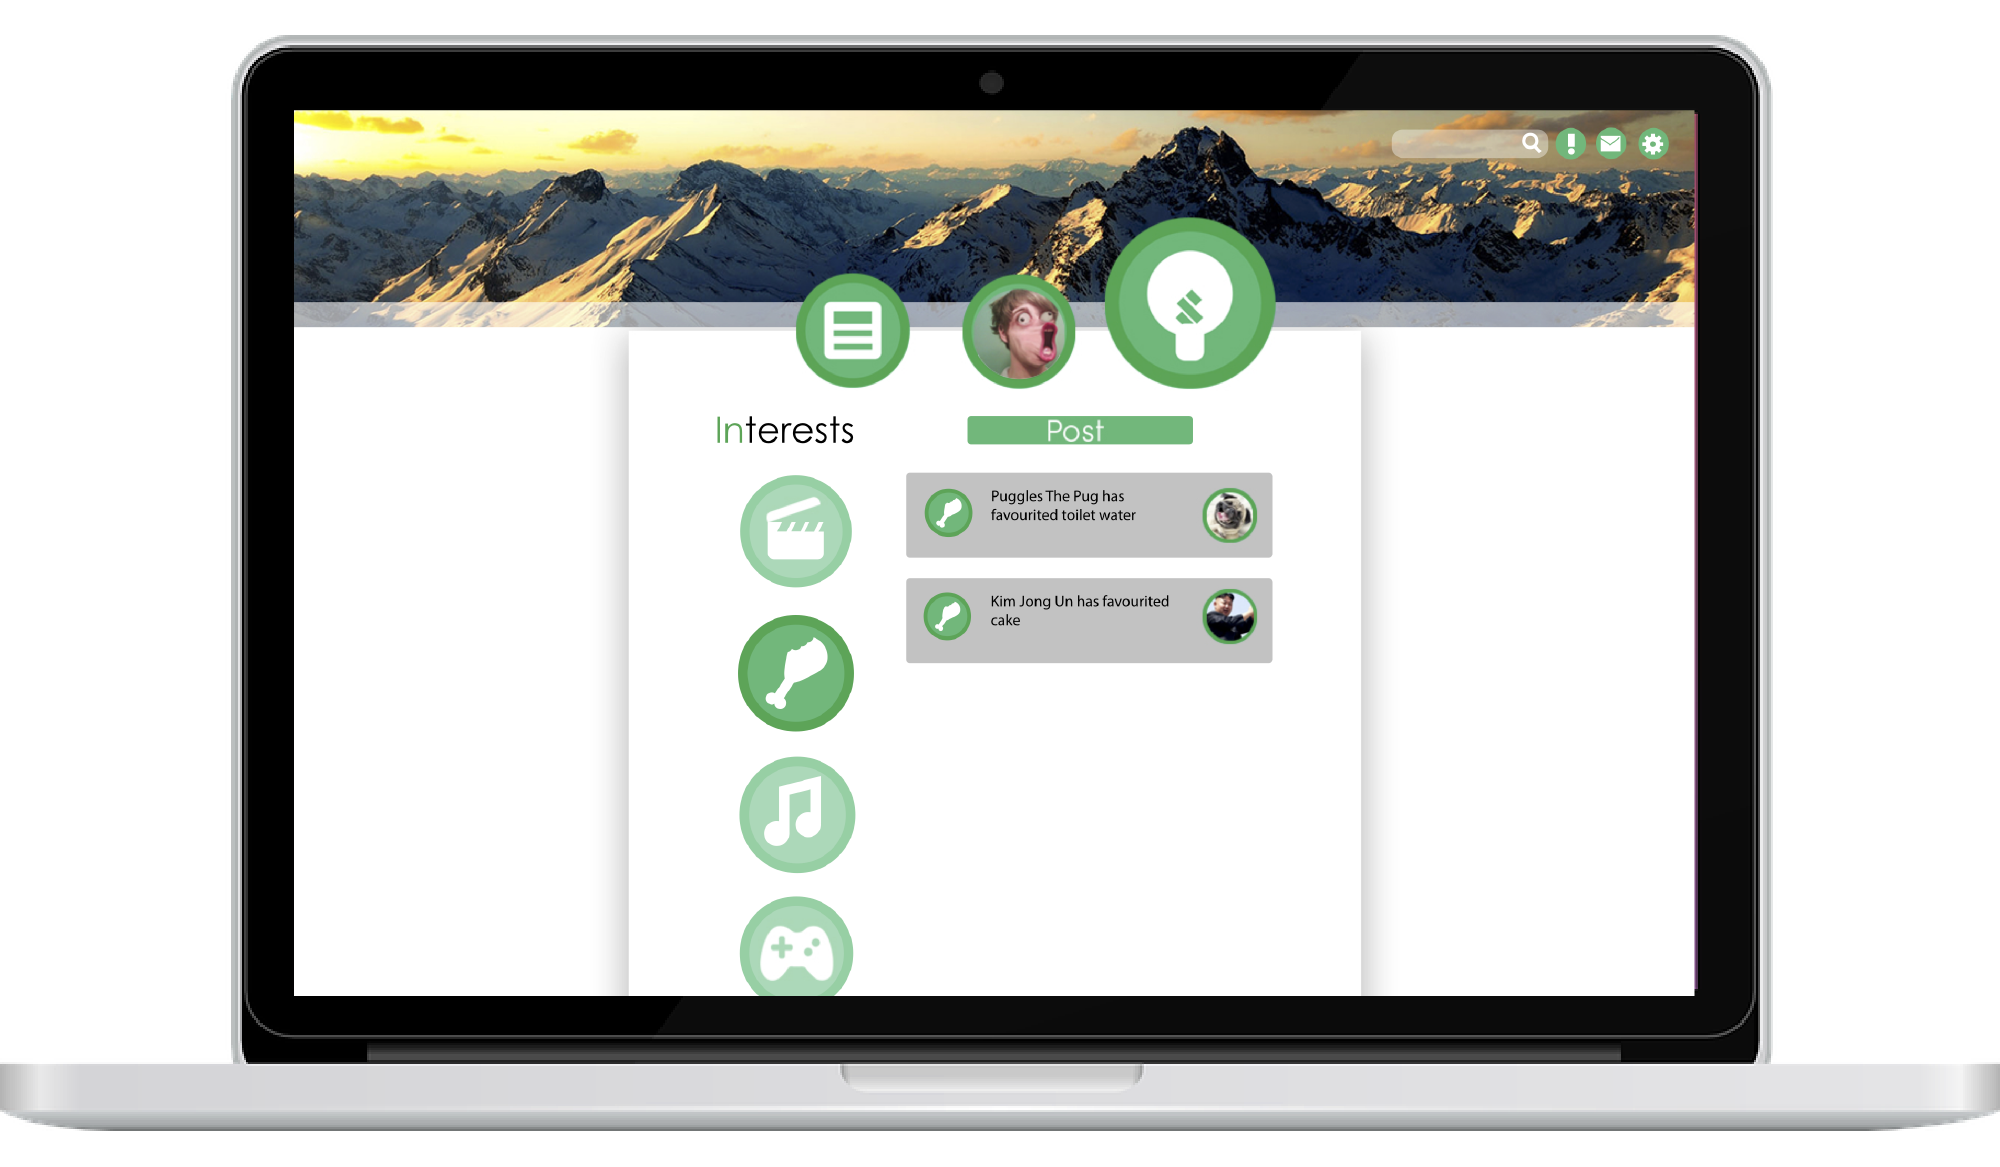 Interests
Post
Puggles The Pug has
favourited toilet water
Kim Jong Un has favourited
cake